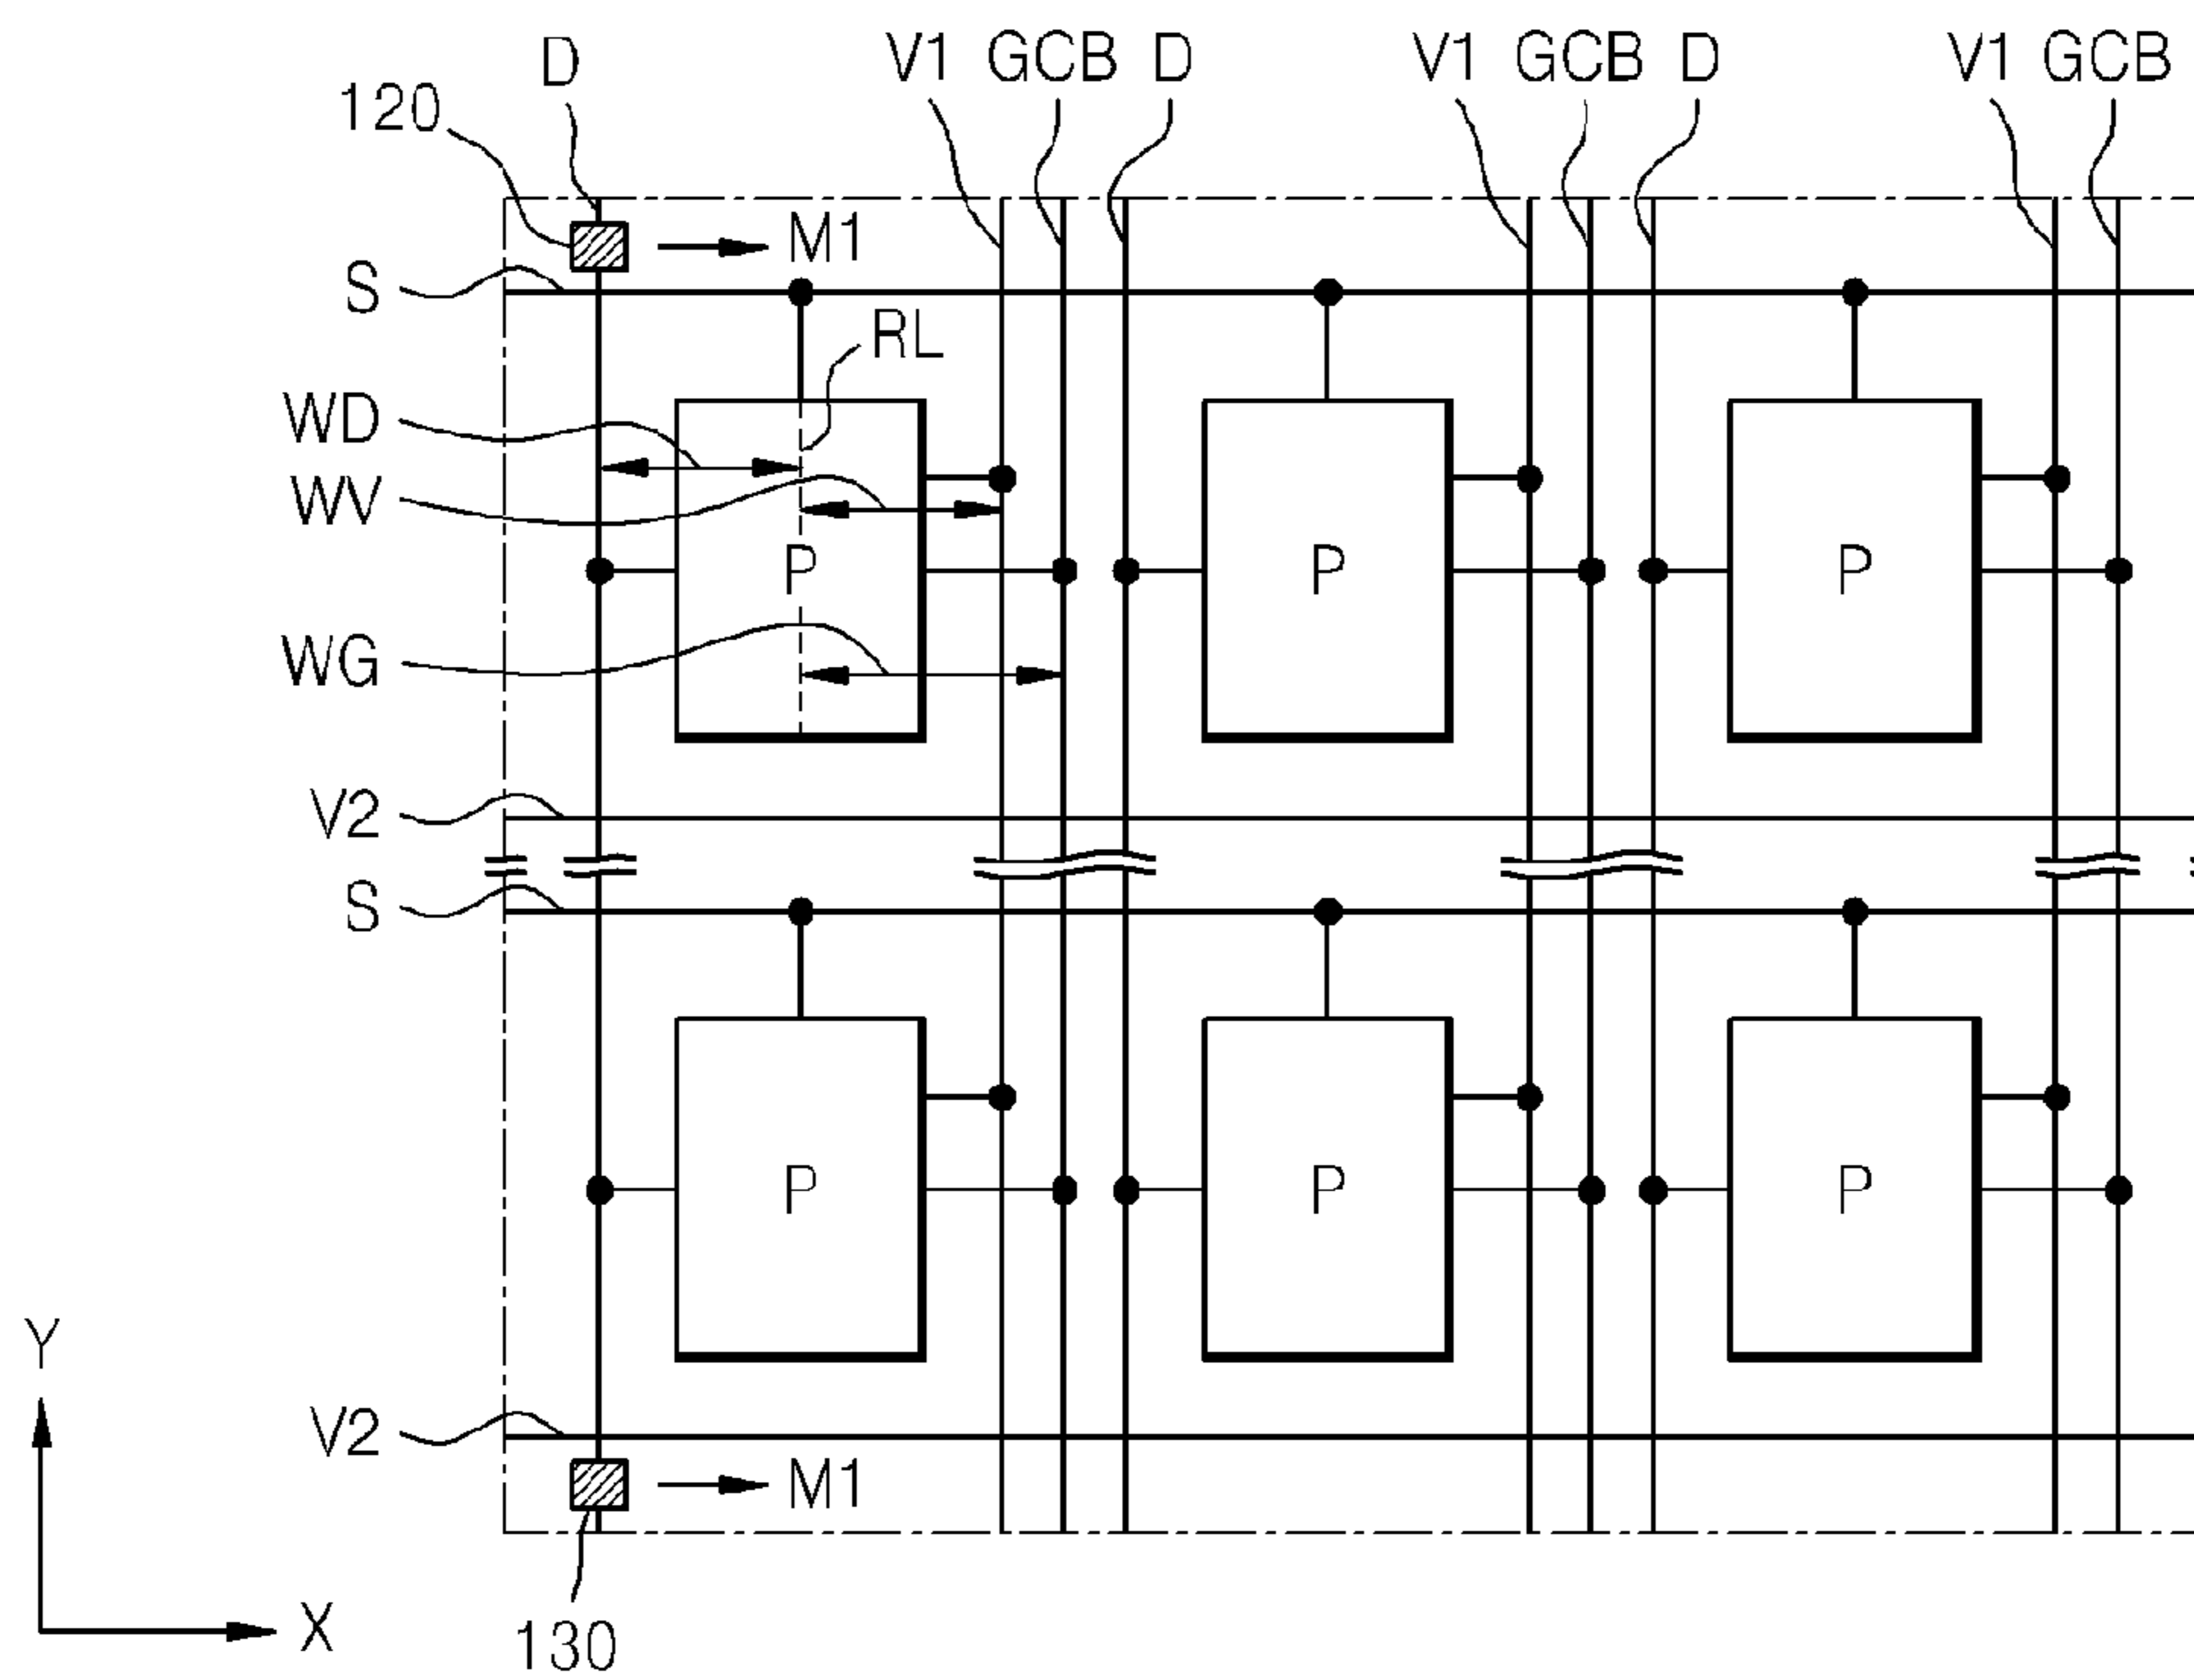 D V1 GCB D V1 GCB D V1 GCB
120
M1
S
RL
WD
WV
P P P
WG
V2
S
P P P
Y
V2
M1
X
130